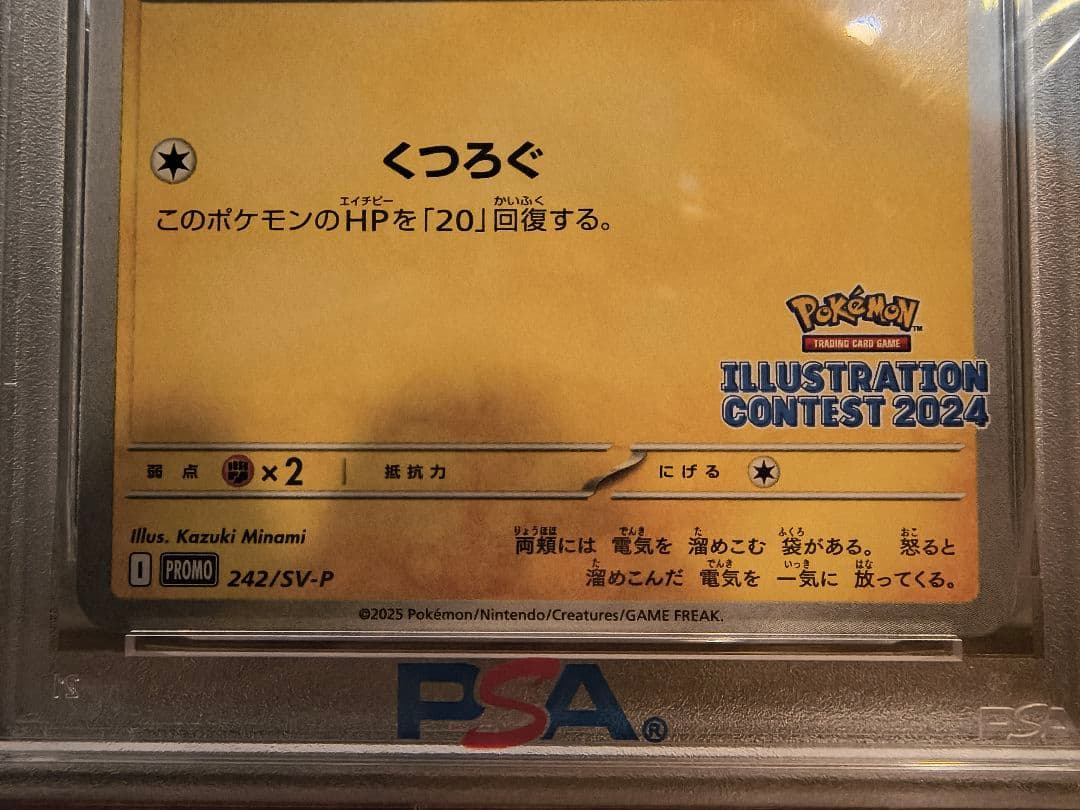 くつろぐ
エイチピー かいふく
このポケモンのHPを「20」回復する。
POKéMON™
TRADING CARD GAME
ILLUSTRATION
CONTEST 2024
弱点 ×2 抵抗力 にげる
Illus. Kazuki Minami
I PROMO 242/SV-P
りょうほほ でんき た ふくろ おこ
両頬には 電気を 溜めこむ 袋がある。 怒ると
た でんき いっき はな
溜めこんだ 電気を 一気に 放ってくる。
©2025 Pokémon/Nintendo/Creatures/GAME FREAK.
PSA®
PSA